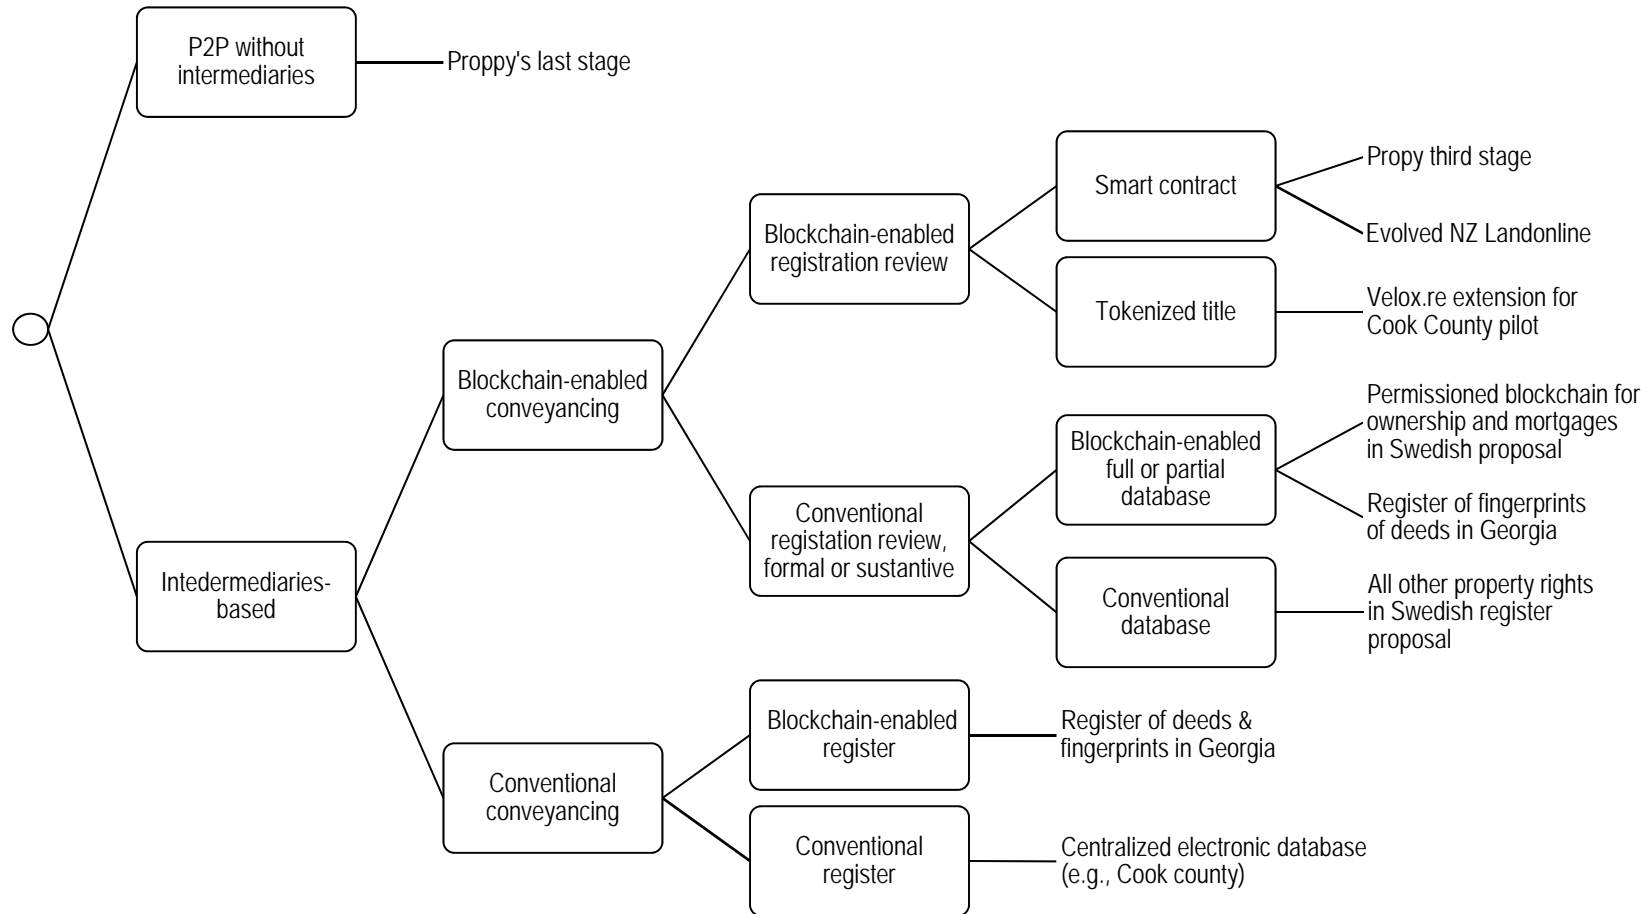 P2P without
intermediaries
Proppy's last stage
Smart contract
Propy third stage
Evolved NZ Landonline
Blockchain-enabled
registration review
Tokenized title
Velox.re extension for
Cook County pilot
Blockchain-enabled
conveyancing
Permissioned blockchain for
ownership and mortgages
in Swedish proposal
Blockchain-enabled
full or partial
database
Register of fingerprints
of deeds in Georgia
Conventional
registation review,
formal or sustantive
Conventional
database
All other property rights
in Swedish register
proposal
Intedermediaries-
based
Blockchain-enabled
register
Register of deeds &
fingerprints in Georgia
Conventional
conveyancing
Conventional
register
Centralized electronic database
(e.g., Cook county)